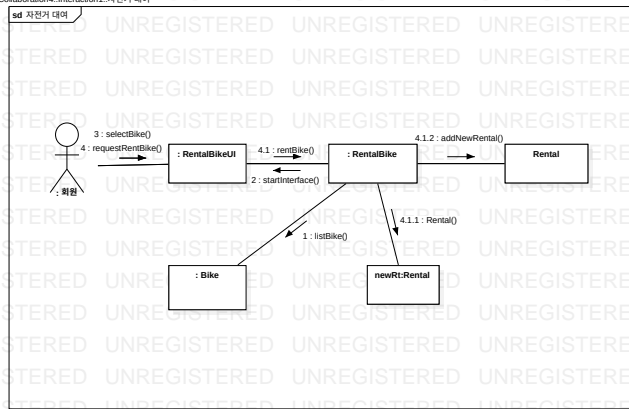 sd 자전거 대여
3 : selectBike()
4 : requestRentBike()
: 회원
: RentalBikeUI
4.1 : rentBike()
2 : startInterface()
: RentalBike
4.1.2 : addNewRental()
Rental
4.1.1 : Rental()
1 : listBike()
: Bike
newRt:Rental
UNREGISTERED